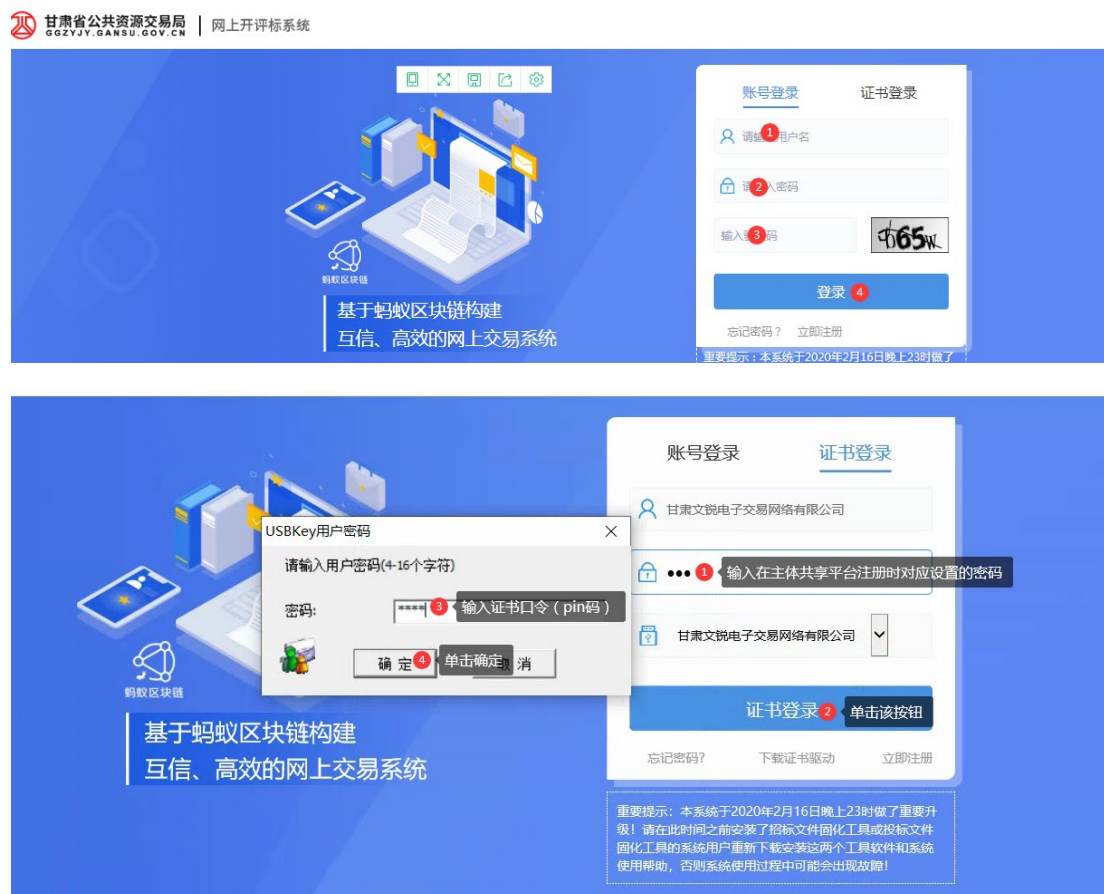 甘肃省公共资源交易局 网上开评标系统
GGZYJY.GANSU.GOV.CN
账号登录 证书登录
1
2 密码
输入 3 码 65w
登录 4
忘记密码？ 立即注册
蚂蚁区块链
基于蚂蚁区块链构建
互信、高效的网上交易系统
重要提示：本系统于2020年2月16日晚上23时做了
账号登录 证书登录
甘肃文锐电子交易网络有限公司
••• 1 输入在主体共享平台注册时对应设置的密码
甘肃文锐电子交易网络有限公司
证书登录 2 单击该按钮
忘记密码? 下载证书驱动 立即注册
USBKey用户密码
请输入用户密码(4-16个字符)
密码: **** 3 输入证书口令（pin码）
确 定 4 单击确定 消
蚂蚁区块链
基于蚂蚁区块链构建
互信、高效的网上交易系统
重要提示：本系统于2020年2月16日晚上23时做了重要升
级！请在此时间之前安装了招标文件固化工具或投标文件
固化工具的系统用户重新下载安装这两个工具软件和系统
使用帮助，否则系统使用过程中可能会出现故障!